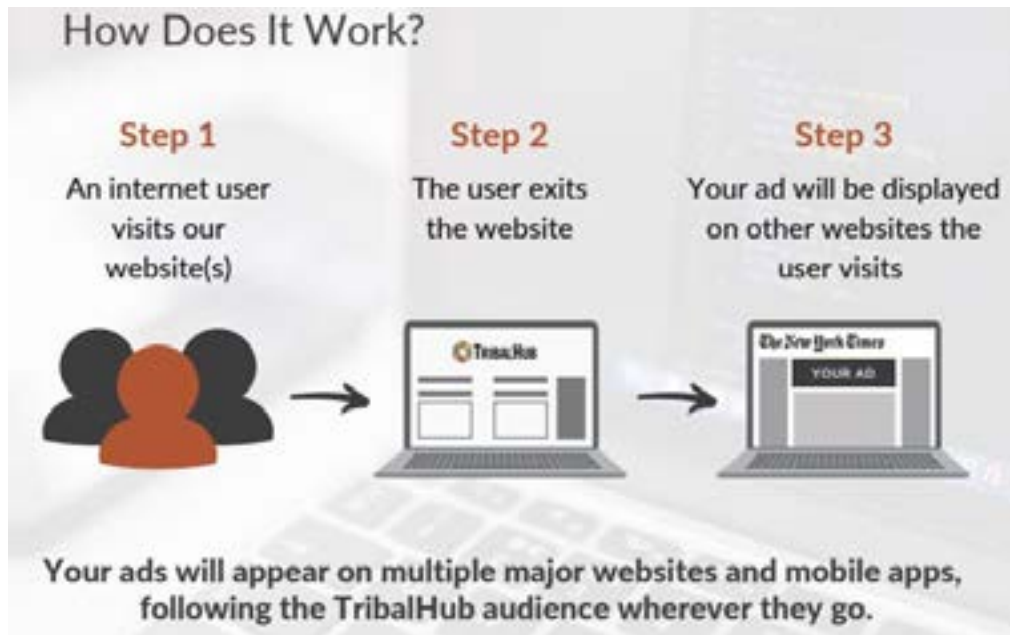 How Does It Work?
Step 1
An internet user
visits our
website(s)
Step 2
The user exits
the website
Step 3
Your ad will be displayed
on other websites the
user visits
TRIBALHUB
The New York Times
YOUR AD
Your ads will appear on multiple major websites and mobile apps,
following the TribalHub audience wherever they go.